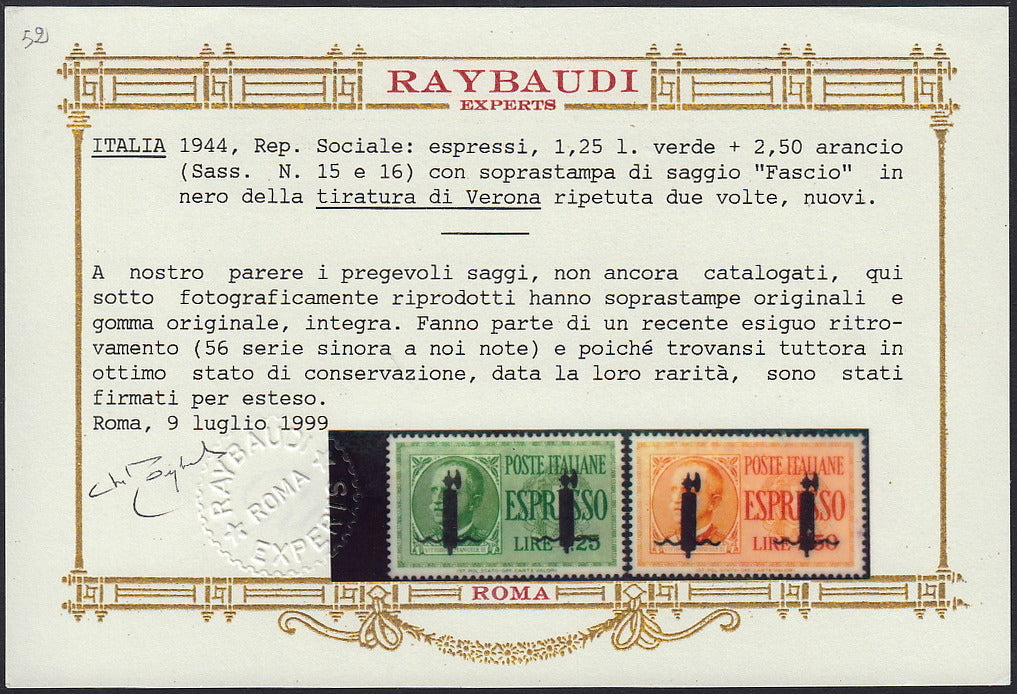 52
RAYBAUDI
EXPERTS
ITALIA 1944, Rep. Sociale: espressi, 1,25 l. verde + 2,50 arancio
(Sass. N. 15 e 16) con soprastampa di saggio "Fascio" in
nero della tiratura di Verona ripetuta due volte, nuovi.
A nostro parere i pregevoli saggi, non ancora catalogati, qui
sotto fotograficamente riprodotti hanno soprastampe originali e
gomma originale, integra. Fanno parte di un recente esiguo ritro-
vamento (56 serie sinora a noi note) e poiché trovansi tuttora in
ottimo stato di conservazione, data la loro rarità, sono stati
firmati per esteso.
Roma, 9 luglio 1999
RAYBAUDI
ROMA
EXPERTS
POSTE ITALIANE
ESPRESSO
LIRE 1.25
POSTE ITALIANE
ESPRESSO
LIRE 50
ROMA